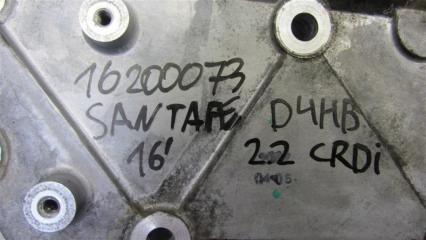 16200073
SANTAFE D4HB
16' 2.2 CRDi